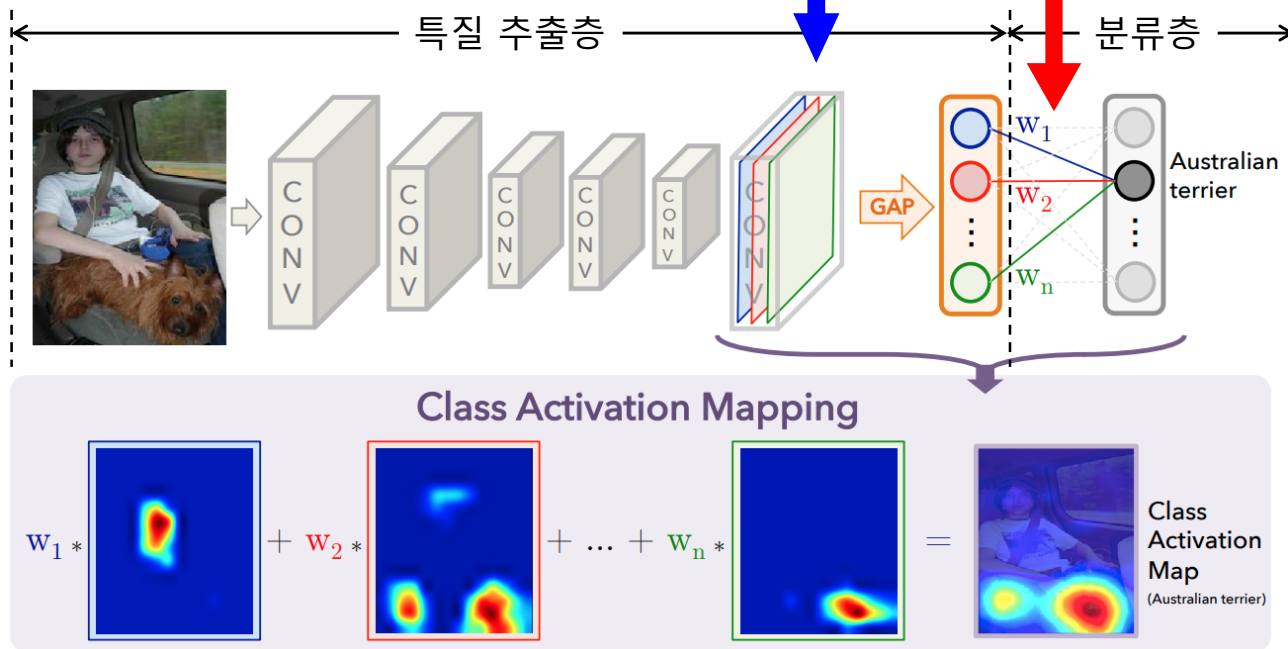 특질 추출층
분류층
CONV
CONV
CONV
CONV
CONV
CONV
GAP
w1
w2
⋮
wn
⋮
Australian
terrier
Class Activation Mapping
w1 * + w2 * + ... + wn * =
Class
Activation
Map
(Australian terrier)